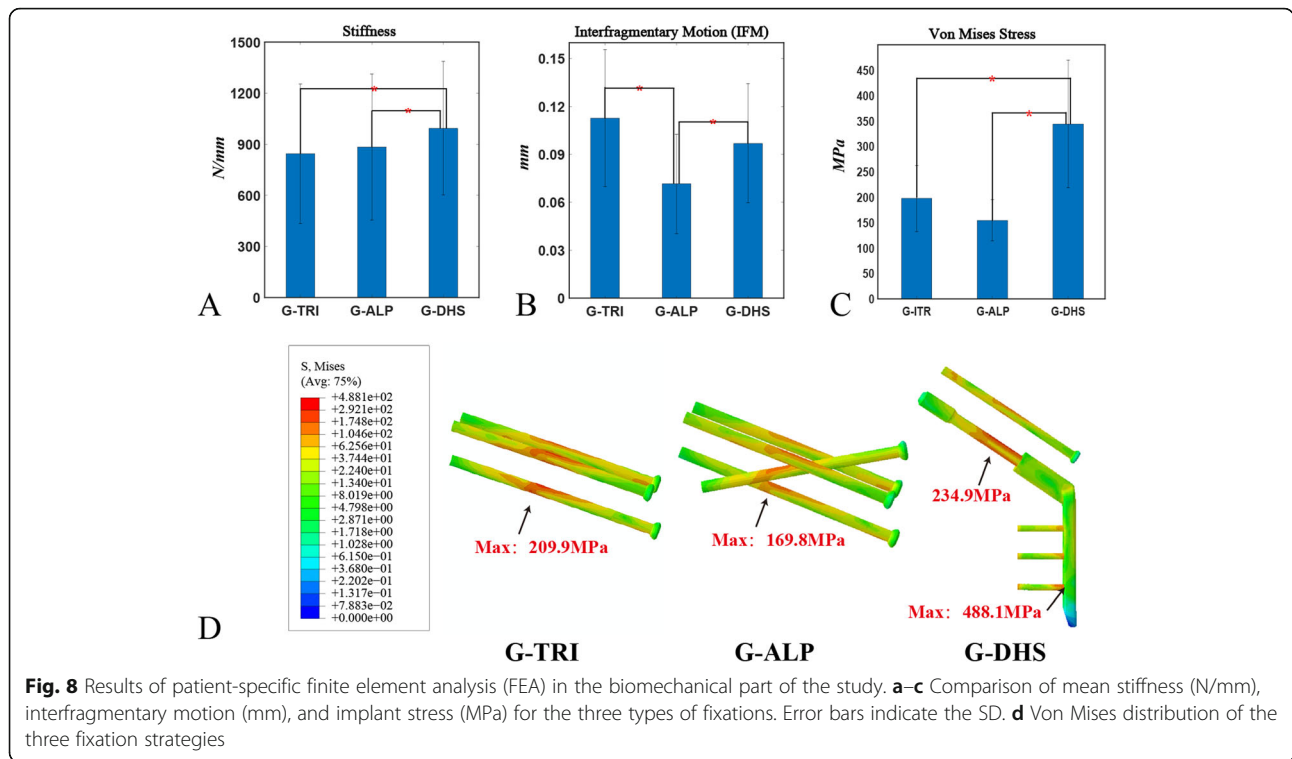 Stiffness
1500
1200
900
600
300
0
N/mm
*
*
G-TRI G-ALP G-DHS
A
Interfragmentary Motion (IFM)
0.15
0.12
0.09
0.06
0.03
0
mm
*
*
G-TRI G-ALP G-DHS
B
Von Mises Stress
450
400
350
300
250
200
150
100
50
0
MPa
*
*
G-ITR G-ALP G-DHS
C
S, Mises
(Avg: 75%)
+4.881e+02
+2.921e+02
+1.748e+02
+1.046e+02
+6.256e+01
+3.744e+01
+2.240e+01
+1.340e+01
+8.019e+00
+4.798e+00
+2.871e+00
+1.718e+00
+1.028e+00
+6.150e−01
+3.680e−01
+2.202e−01
+1.317e−01
+7.883e−02
+0.000e+00
D
Max: 209.9MPa
G-TRI
Max: 169.8MPa
G-ALP
234.9MPa
Max: 488.1MPa
G-DHS
Fig. 8 Results of patient-specific finite element analysis (FEA) in the biomechanical part of the study. a–c Comparison of mean stiffness (N/mm),
interfragmentary motion (mm), and implant stress (MPa) for the three types of fixations. Error bars indicate the SD. d Von Mises distribution of the
three fixation strategies